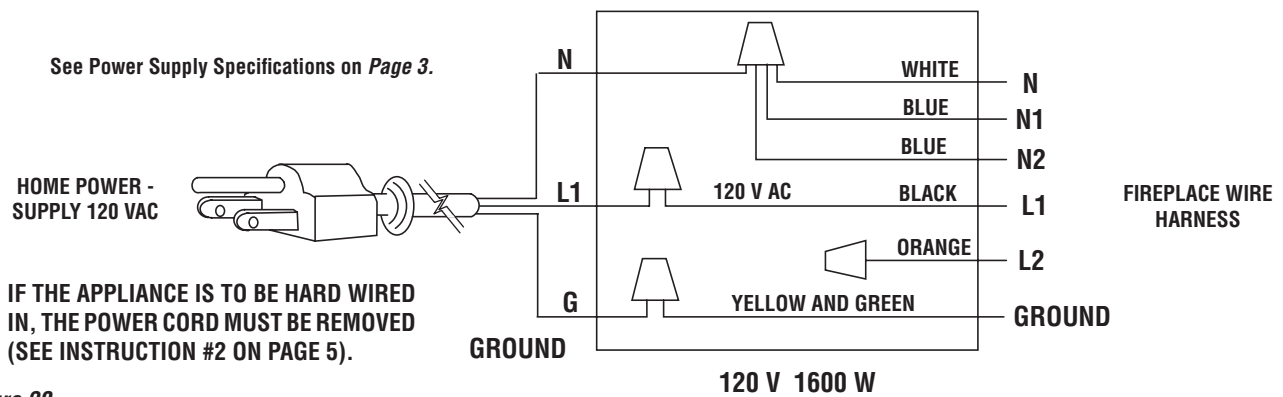 See Power Supply Specifications on Page 3.
N
WHITE
N
BLUE
N1
BLUE
N2
HOME POWER -
SUPPLY 120 VAC
L1
120 V AC
BLACK
L1
FIREPLACE WIRE
HARNESS
ORANGE
L2
IF THE APPLIANCE IS TO BE HARD WIRED
IN, THE POWER CORD MUST BE REMOVED
(SEE INSTRUCTION #2 ON PAGE 5).
G
YELLOW AND GREEN
GROUND
GROUND
120 V 1600 W